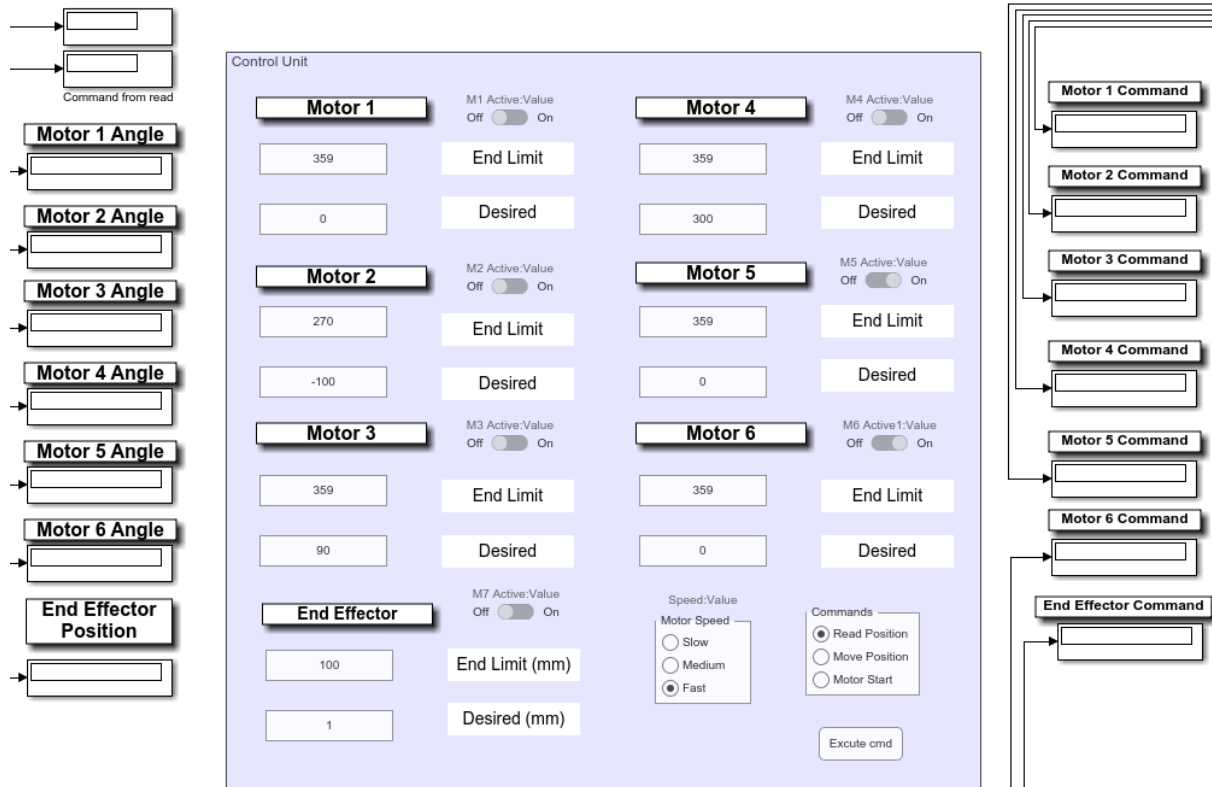 Command from read
Motor 1 Angle
Motor 2 Angle
Motor 3 Angle
Motor 4 Angle
Motor 5 Angle
Motor 6 Angle
End Effector
Position
Control Unit
Motor 1
M1 Active:Value
Off On
359
End Limit
0
Desired
Motor 2
M2 Active:Value
Off On
270
End Limit
-100
Desired
Motor 3
M3 Active:Value
Off On
359
End Limit
90
Desired
End Effector
M7 Active:Value
Off On
100
End Limit (mm)
1
Desired (mm)
Motor 4
M4 Active:Value
Off On
359
End Limit
300
Desired
Motor 5
M5 Active:Value
Off On
359
End Limit
0
Desired
Motor 6
M6 Active1:Value
Off On
359
End Limit
0
Desired
Speed:Value
Motor Speed
Slow
Medium
Fast
Commands
Read Position
Move Position
Motor Start
Excute cmd
Motor 1 Command
Motor 2 Command
Motor 3 Command
Motor 4 Command
Motor 5 Command
Motor 6 Command
End Effector Command